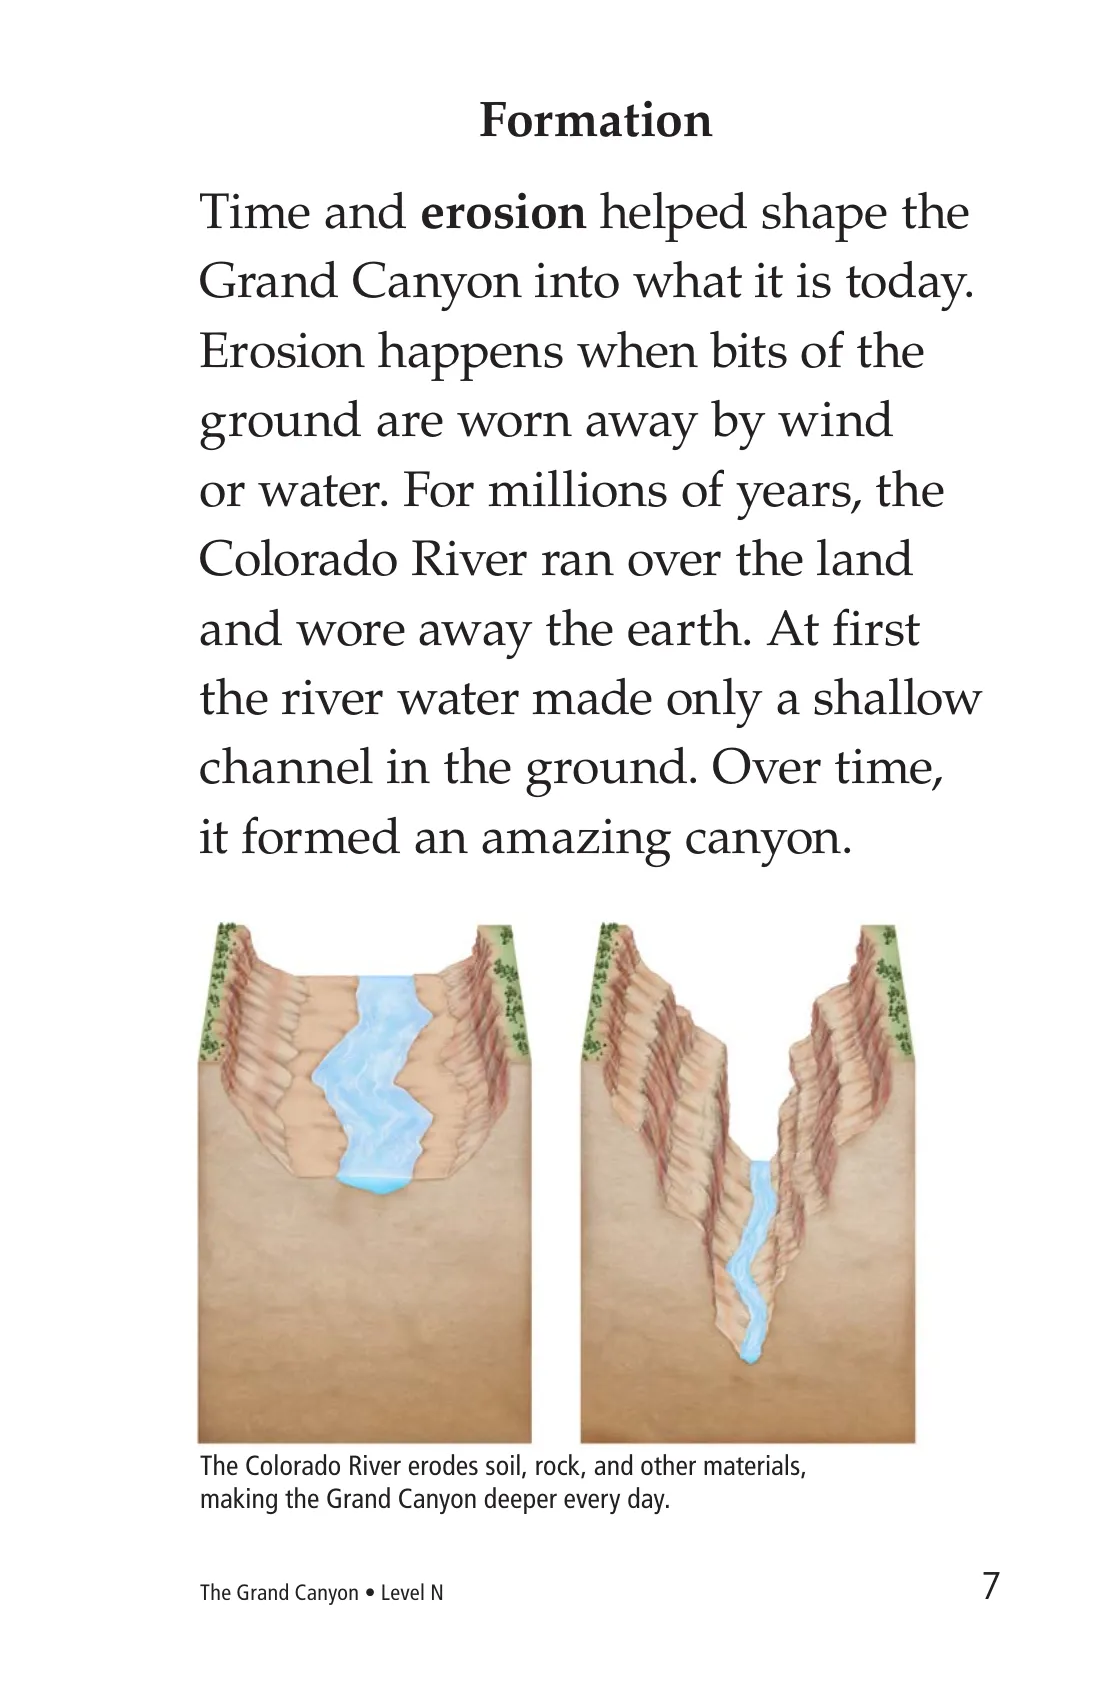 Formation
Time and erosion helped shape the
Grand Canyon into what it is today.
Erosion happens when bits of the
ground are worn away by wind
or water. For millions of years, the
Colorado River ran over the land
and wore away the earth. At first
the river water made only a shallow
channel in the ground. Over time,
it formed an amazing canyon.
The Colorado River erodes soil, rock, and other materials,
making the Grand Canyon deeper every day.
The Grand Canyon • Level N
7